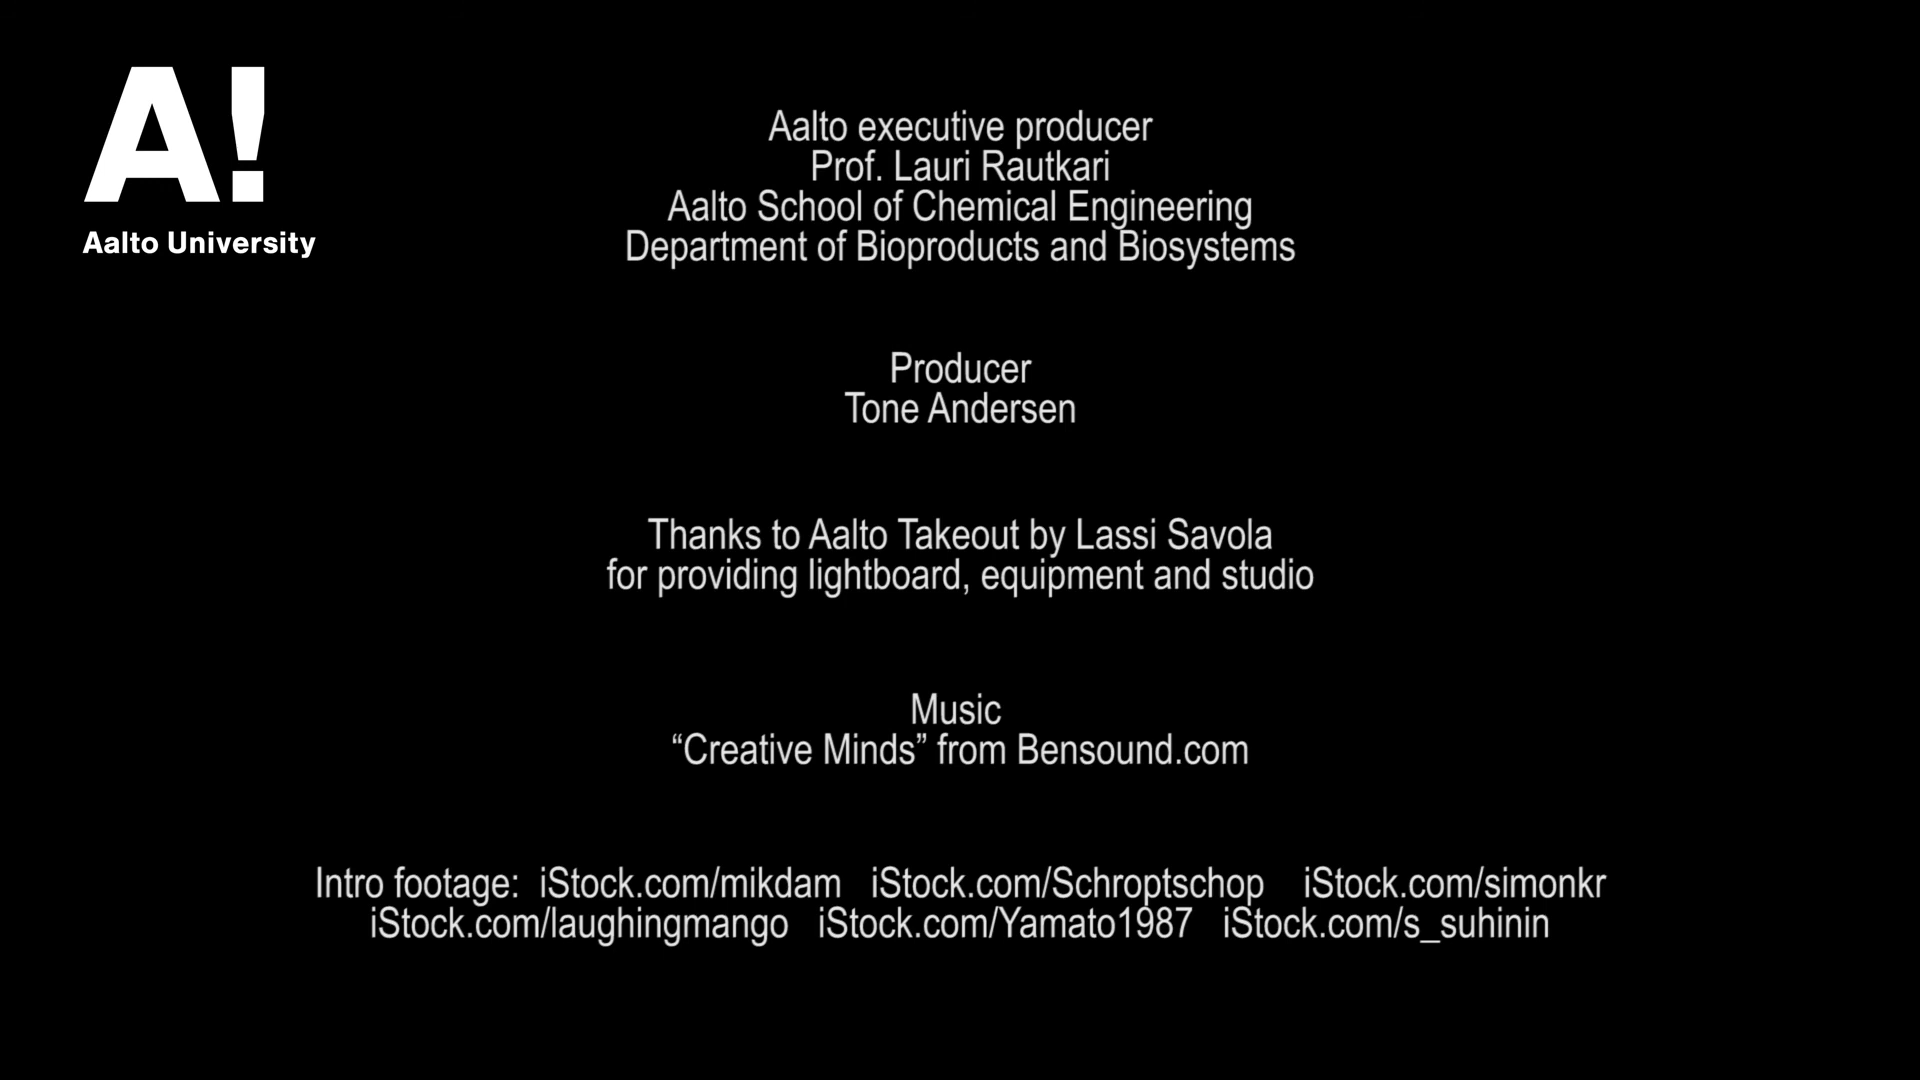 A!
Aalto University
Aalto executive producer
Prof. Lauri Rautkari
Aalto School of Chemical Engineering
Department of Bioproducts and Biosystems
Producer
Tone Andersen
Thanks to Aalto Takeout by Lassi Savola
for providing lightboard, equipment and studio
Music
“Creative Minds” from Bensound.com
Intro footage: iStock.com/mikdam iStock.com/Schroptschop iStock.com/simonkr
iStock.com/laughingmango iStock.com/Yamato1987 iStock.com/s_suhinin